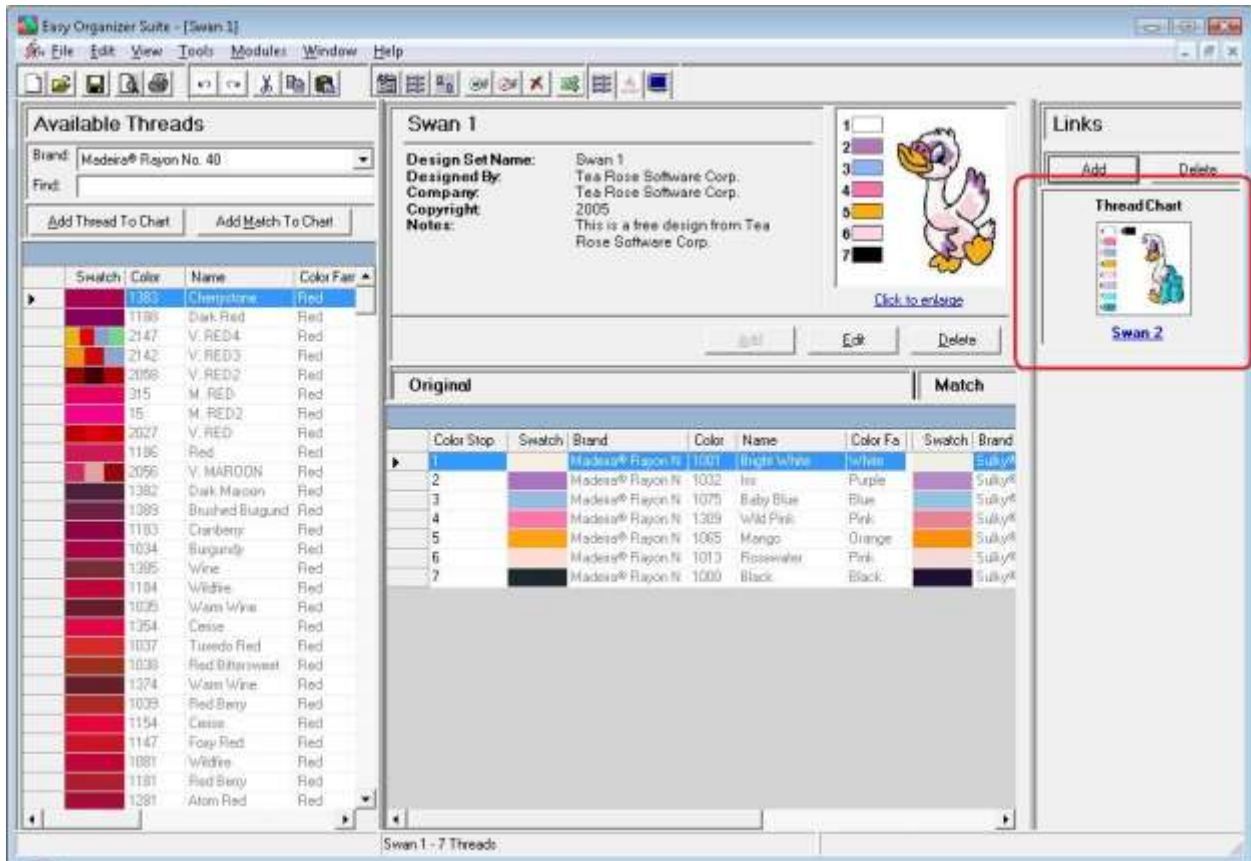 Easy Organizer Suite - [Swan 1]
File Edit View Tools Modules Window Help
Available Threads
Brand: Madeira® Rayon No. 40
Find:
Add Thread To Chart Add Match To Chart
Swatch Color Name Color Fam
1383 Cherrystone Red
1188 Dark Red Red
2147 V. RED4 Red
2142 V. RED3 Red
2058 V. RED2 Red
315 M. RED Red
15 M. RED2 Red
2027 V. RED Red
1186 Red Red
2056 V. MAROON Red
1382 Dark Maroon Red
1389 Brushed Burgund Red
1183 Cranberry Red
1034 Burgundy Red
1385 Wine Red
1184 Wildfire Red
1035 Warm Wine Red
1354 Cerise Red
1037 Tuxedo Red Red
1038 Red Bittersweet Red
1374 Warm Wine Red
1039 Red Berry Red
1154 Cerise Red
1147 Foxy Red Red
1081 Wildfire Red
1181 Red Berry Red
1281 Atom Red Red
Swan 1
Design Set Name: Swan 1
Designed By: Tea Rose Software Corp.
Company: Tea Rose Software Corp.
Copyright: 2005
Notes: This is a free design from Tea
Rose Software Corp.
1
2
3
4
5
6
7
Click to enlarge
Add Edit Delete
Original Match
Color Stop Swatch Brand Color Name Color Fa Swatch Brand
1 Madeira® Rayon N 1001 Bright White White Sulky®
2 Madeira® Rayon N 1032 Iris Purple Sulky®
3 Madeira® Rayon N 1075 Baby Blue Blue Sulky®
4 Madeira® Rayon N 1309 Wild Pink Pink Sulky®
5 Madeira® Rayon N 1065 Mango Orange Sulky®
6 Madeira® Rayon N 1013 Rosewater Pink Sulky®
7 Madeira® Rayon N 1000 Black Black Sulky®
Links
Add Delete
Thread Chart
Swan 2
Swan 1 - 7 Threads